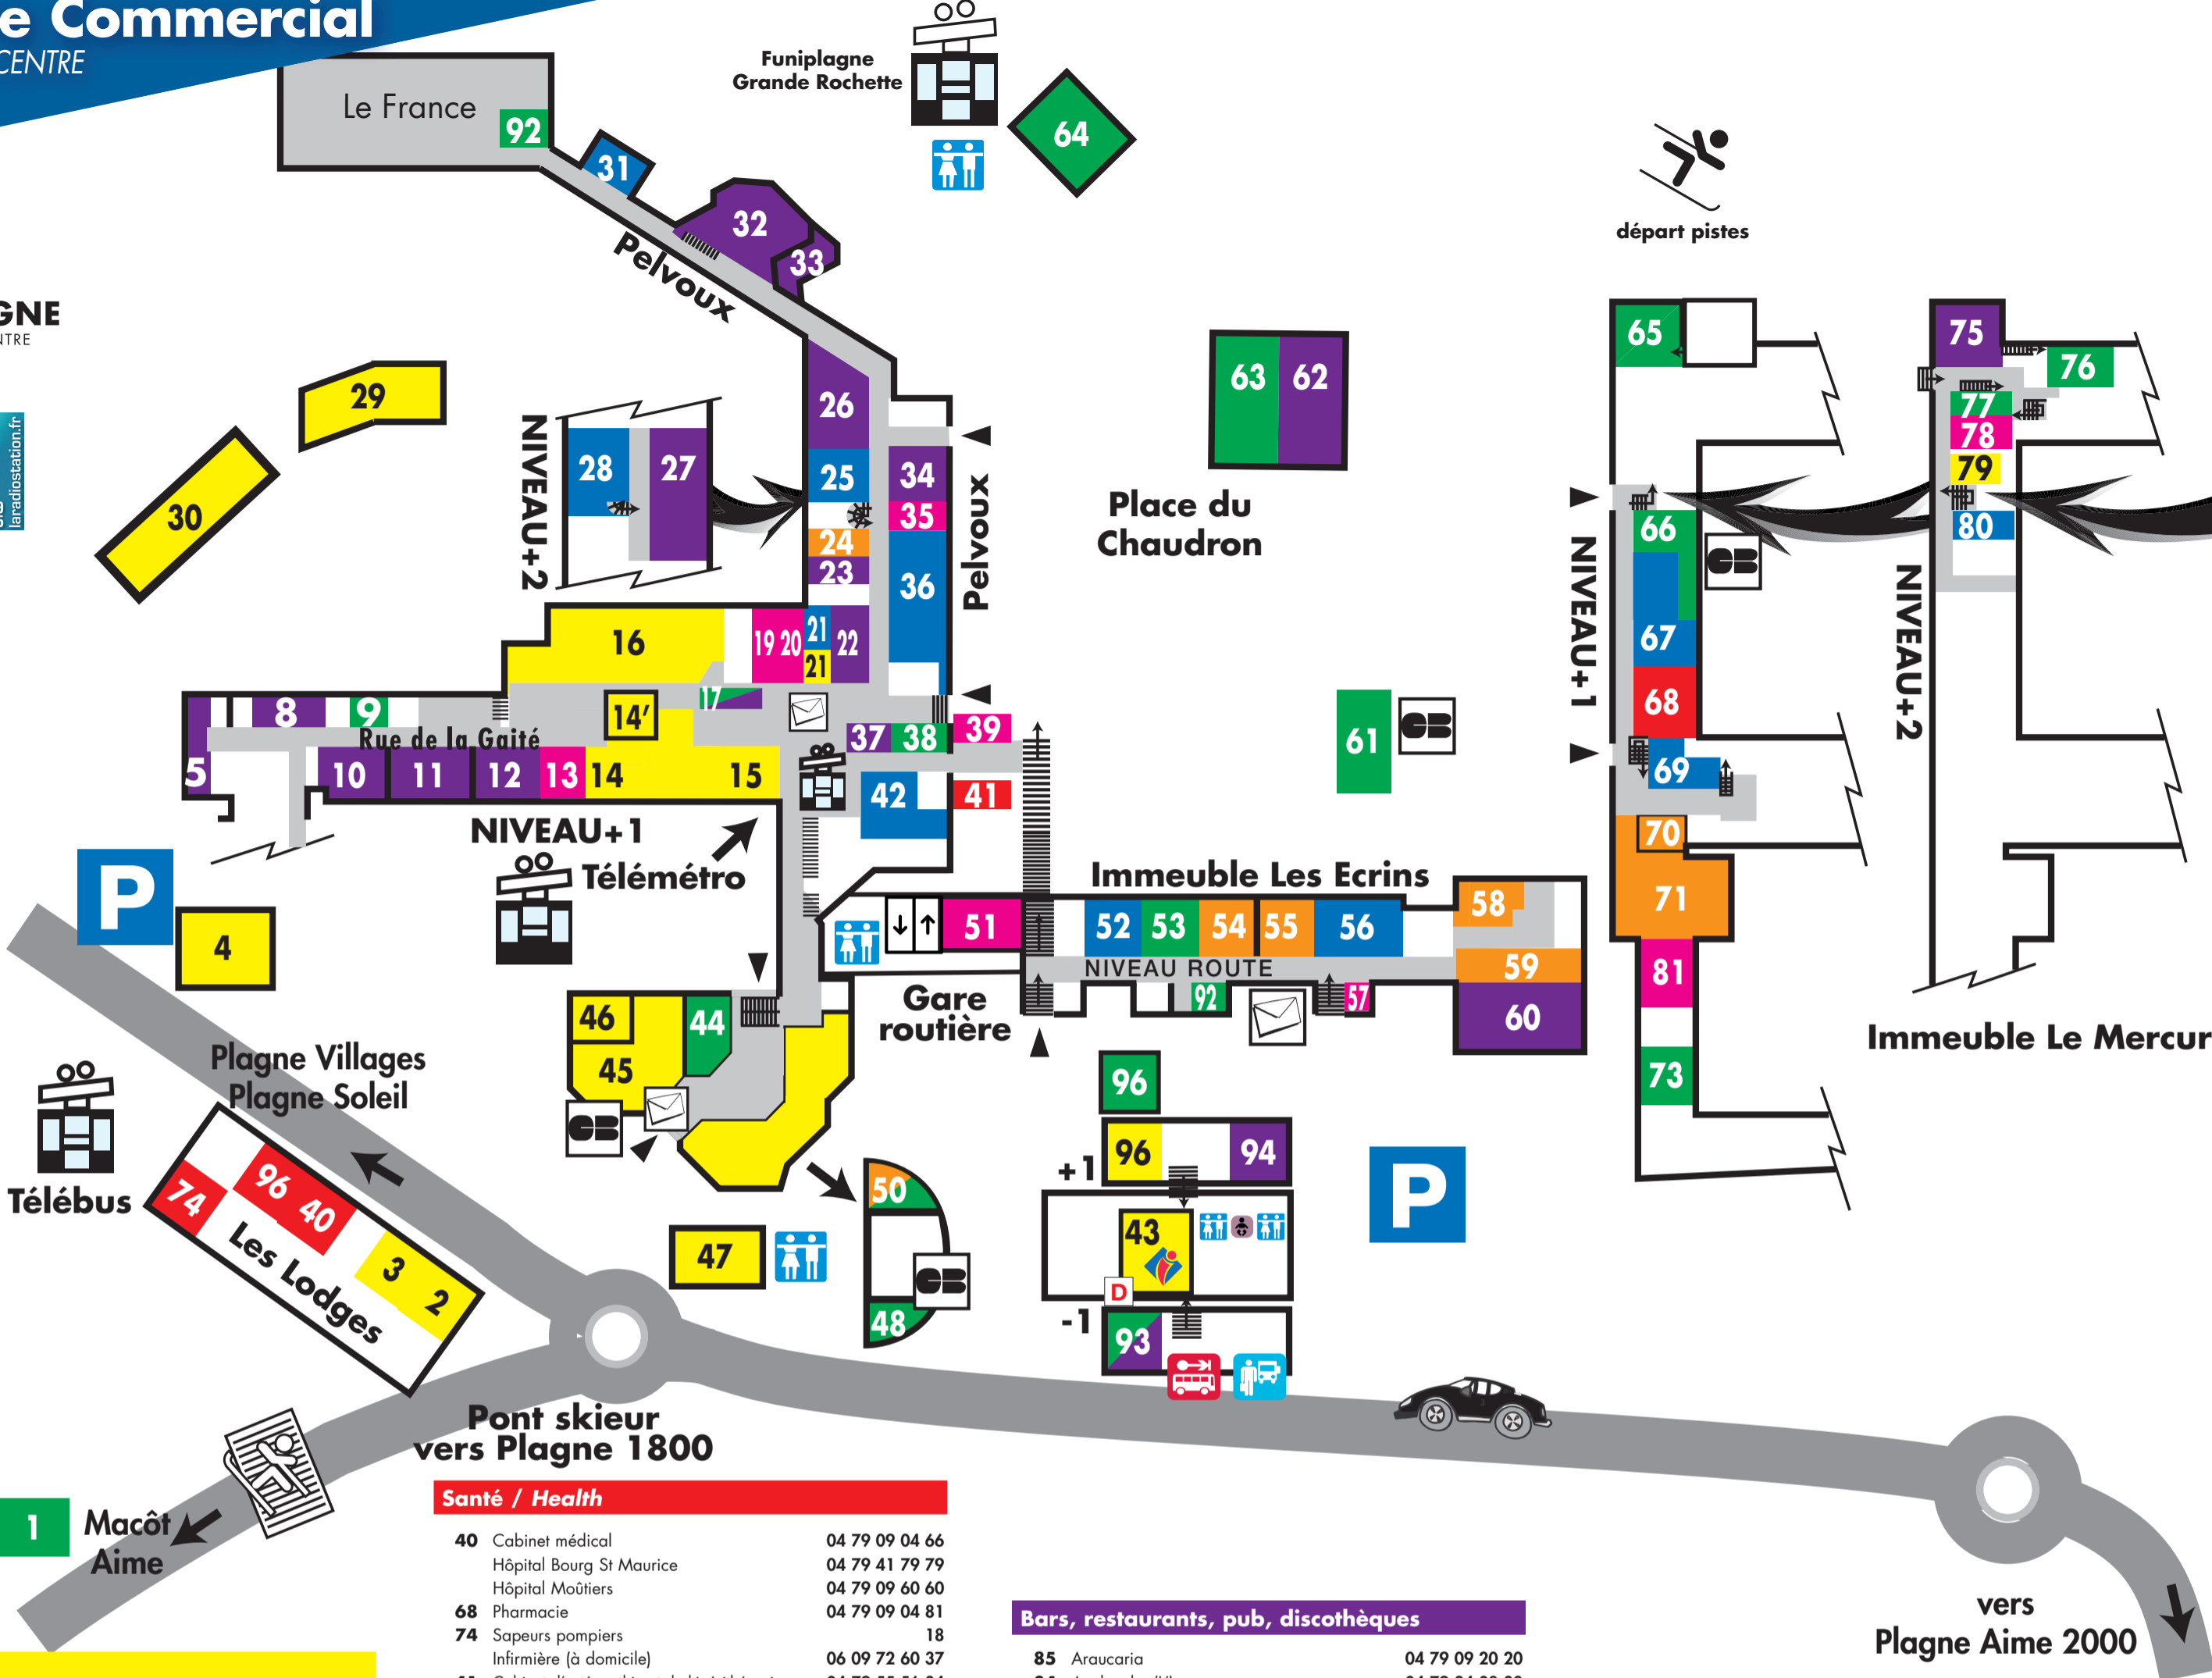 e Commercial
CENTRE
Le France
92
31
32
33
Pelvoux
Funiplagne
Grande Rochette
64
départ pistes
GNE
NTRE
laradiostation.fr
29
30
NIVEAU+2
28
27
26
25
24
23
34
35
36
Pelvoux
63
62
Place du
Chaudron
65
66
67
68
69
70
71
81
73
NIVEAU+1
75
76
77
78
79
80
NIVEAU+2
Immeuble Le Mercur
16
19 20
21
21
22
17
14'
5
8
9
Rue de la Gaité
10
11
12
13
14
15
37
38
39
42
41
61
CB
CB
NIVEAU+1
Télémétro
P
4
Immeuble Les Ecrins
51
52
53
54
55
56
58
59
60
NIVEAU ROUTE
92
57
Gare
routière
46
44
45
CB
Plagne Villages
Plagne Soleil
Télébus
74
96
40
3
2
Les Lodges
47
50
CB
48
96
+1
96
94
43
D
-1
93
P
Pont skieur
vers Plagne 1800
1
Macôt
Aime
vers
Plagne Aime 2000
Santé / Health
40 Cabinet médical 04 79 09 04 66
Hôpital Bourg St Maurice 04 79 41 79 79
Hôpital Moûtiers 04 79 09 60 60
68 Pharmacie 04 79 09 04 81
74 Sapeurs pompiers 18
Infirmière (à domicile) 06 09 72 60 37
Bars, restaurants, pub, discothèques
85 Araucaria 04 79 09 20 20